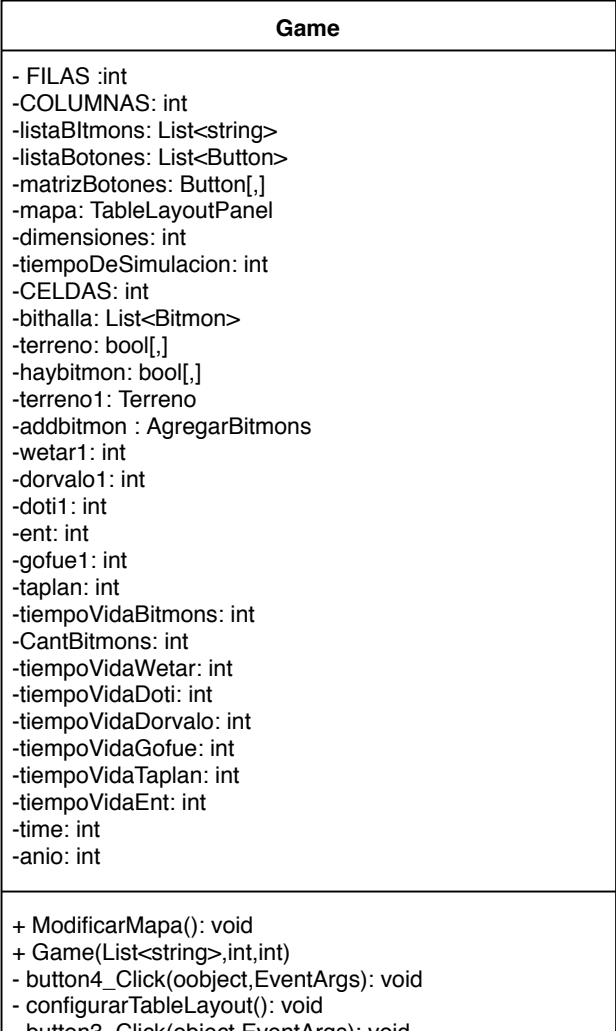 Game
- FILAS :int
-COLUMNAS: int
-listaBItmons: List<string>
-listaBotones: List<Button>
-matrizBotones: Button[,]
-mapa: TableLayoutPanel
-dimensiones: int
-tiempoDeSimulacion: int
-CELDAS: int
-bithalla: List<Bitmon>
-terreno: bool[,]
-haybitmon: bool[,]
-terreno1: Terreno
-addbitmon : AgregarBitmons
-wetar1: int
-dorvalo1: int
-doti1: int
-ent: int
-gofue1: int
-taplan: int
-tiempoVidaBitmons: int
-CantBitmons: int
-tiempoVidaWetar: int
-tiempoVidaDoti: int
-tiempoVidaDorvalo: int
-tiempoVidaGofue: int
-tiempoVidaTaplan: int
-tiempoVidaEnt: int
-time: int
-anio: int
+ ModificarMapa(): void
+ Game(List<string>,int,int)
- button4_Click(oobject,EventArgs): void
- configurarTableLayout(): void
- button3_Click(object,EventArgs): void